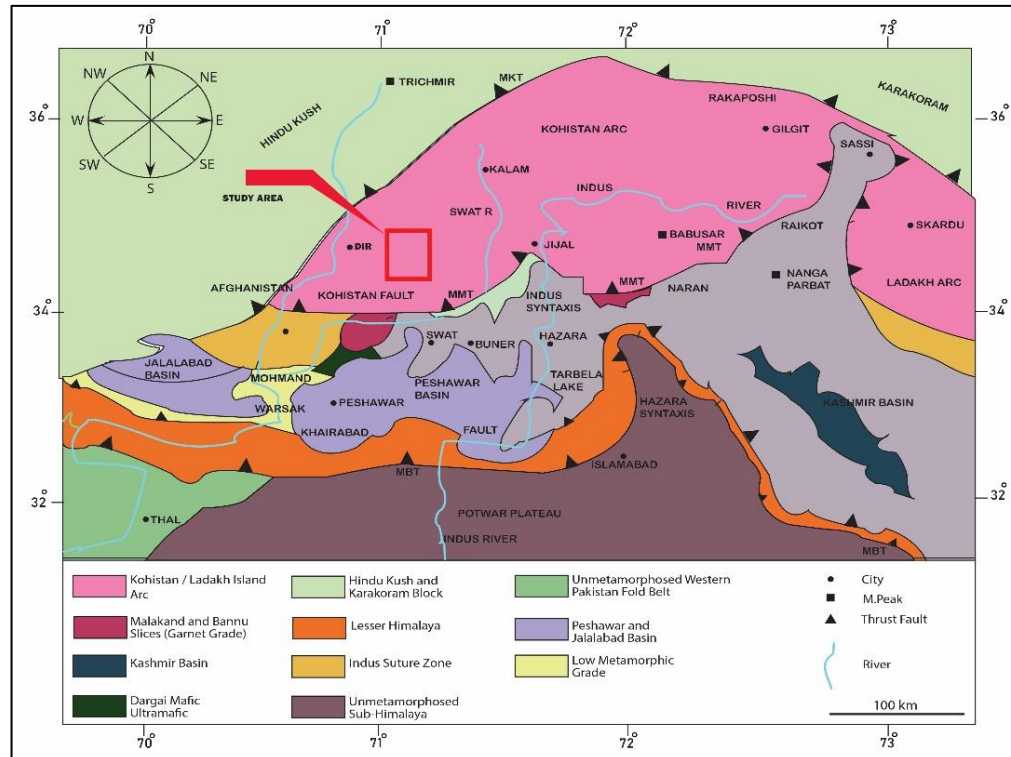 70°
71°
72°
73°
N
NW
NE
W
E
SW
SE
S
36°
36°
TRICHMIR
MKT
HINDU KUSH
RAKAPOSHI
KARAKORAM
KOHISTAN ARC
GILGIT
SASSI
KALAM
STUDY AREA
SWAT R
INDUS
RIVER
RAIKOT
SKARDU
DIR
JIJAL
BABUSAR
MMT
NANGA
PARBAT
LADAKH ARC
AFGHANISTAN
KOHISTAN FAULT
MMT
INDUS
SYNTAXIS
MMT
NARAN
34°
34°
JALALABAD
BASIN
SWAT
BUNER
HAZARA
MOHMAND
PESHAWAR
BASIN
TARBELA
LAKE
WARSAK
PESHAWAR
HAZARA
SYNTAXIS
KASHMIR BASIN
KHAIRABAD
FAULT
MBT
ISLAMABAD
32°
32°
THAL
POTWAR PLATEAU
INDUS RIVER
MBT
Kohistan / Ladakh Island
Arc
Hindu Kush and
Karakoram Block
Unmetamorphosed Western
Pakistan Fold Belt
City
M.Peak
Thrust Fault
Malakand and Bannu
Slices (Garnet Grade)
Lesser Himalaya
Peshawar and
Jalalabad Basin
Kashmir Basin
Indus Suture Zone
Low Metamorphic
Grade
River
Dargai Mafic
Ultramafic
Unmetamorphosed
Sub-Himalaya
100 km
70°
71°
72°
73°